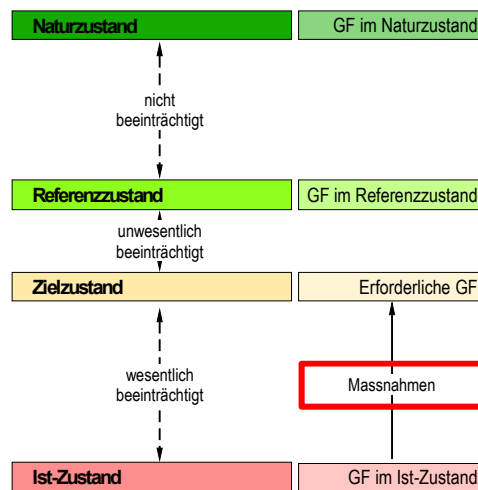 Naturzustand GF im Naturzustand
nicht
beeinträchtigt
Referenzzustand GF im Referenzzustand
unwesentlich
beeinträchtigt
Zielzustand Erforderliche GF
wesentlich
beeinträchtigt
Massnahmen
Ist-Zustand GF im Ist-Zustand